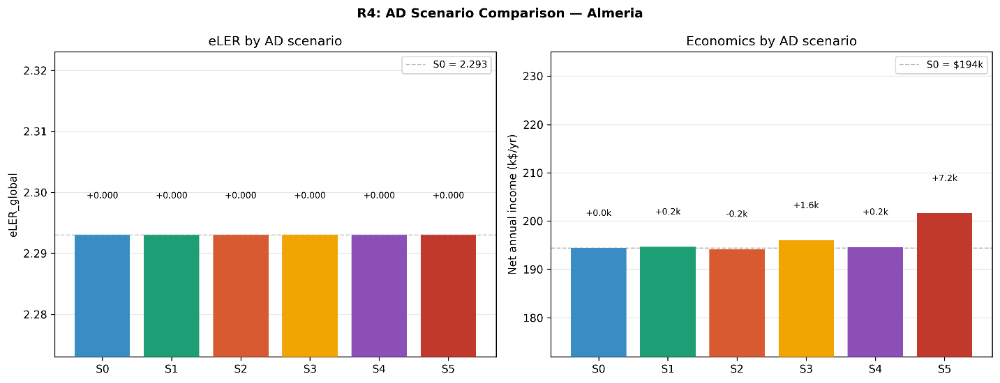 R4: AD Scenario Comparison — Almeria
eLER by AD scenario
S0 = 2.293
eLER_global
2.32
2.31
2.30
2.29
2.28
+0.000
+0.000
+0.000
+0.000
+0.000
+0.000
S0
S1
S2
S3
S4
S5
Economics by AD scenario
S0 = $194k
Net annual income (k$/yr)
230
220
210
200
190
180
+0.0k
+0.2k
-0.2k
+1.6k
+0.2k
+7.2k
S0
S1
S2
S3
S4
S5